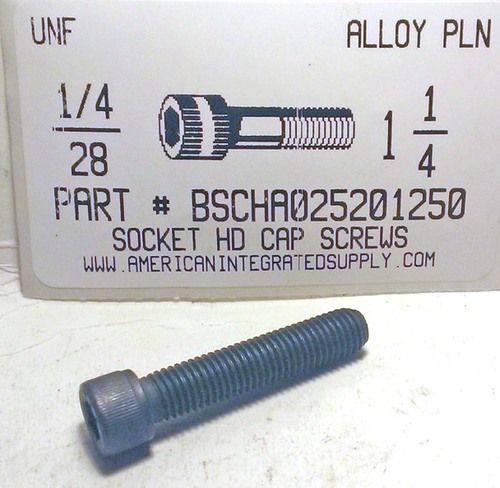 UNF ALLOY PLN
1/4
28
1 1/4
PART # BSCHA025201250
SOCKET HD CAP SCREWS
WWW.AMERICANINTEGRATEDSUPPLY.COM